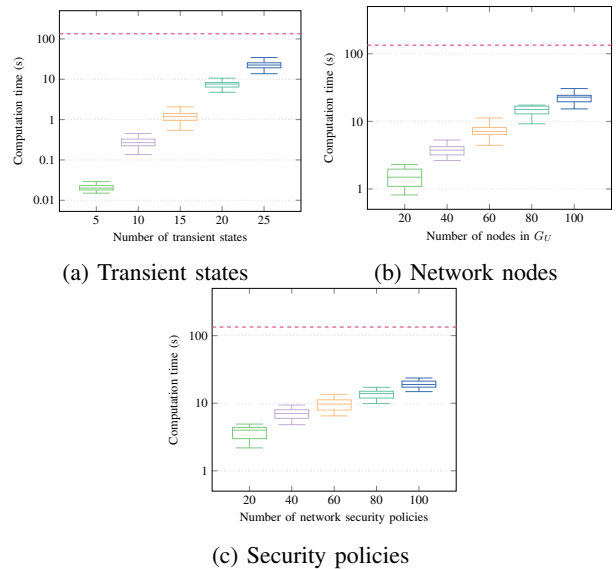 Computation time (s)
100
10
1
0.1
0.01
5 10 15 20 25
Number of transient states
(a) Transient states
Computation time (s)
100
10
1
20 40 60 80 100
Number of nodes in G_U
(b) Network nodes
Computation time (s)
100
10
1
20 40 60 80 100
Number of network security policies
(c) Security policies